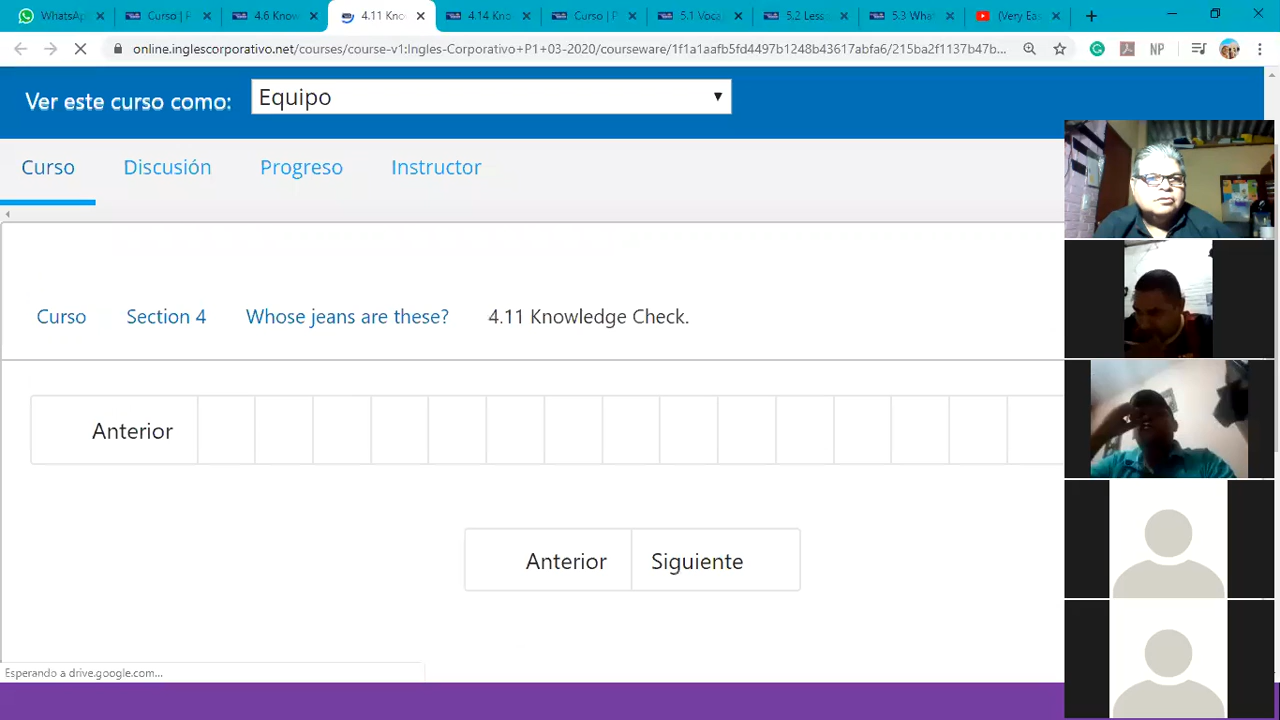 WhatsAp
Curso | F
4.6 Know
4.11 Kno
4.14 Kno
Curso | P
5.1 Voca
5.2 Less
5.3 What
(Very Eas
online.inglescorporativo.net/courses/course-v1:Ingles-Corporativo+P1+03-2020/courseware/1f1a1aafb5fd4497b1248b43617abfa6/215ba2f1137b47b...
NP
Ver este curso como:
Equipo
Curso
Discusión
Progreso
Instructor
Curso
Section 4
Whose jeans are these?
4.11 Knowledge Check.
Anterior
Anterior
Siguiente
Esperando a drive.google.com...